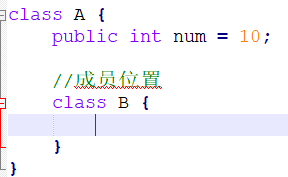 class A {
public int num = 10;
//成员位置
class B {
}
}